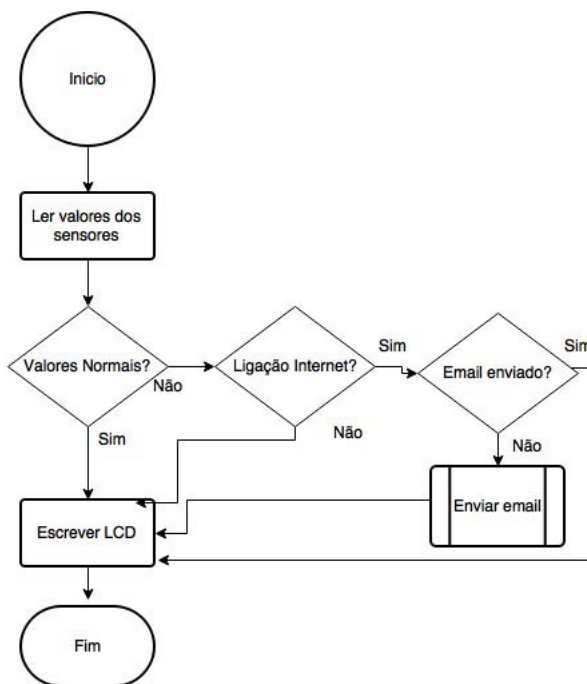 Inicio
Ler valores dos
sensores
Valores Normais?
Não
Sim
Ligação Internet?
Sim
Não
Email enviado?
Sim
Não
Enviar email
Escrever LCD
Fim